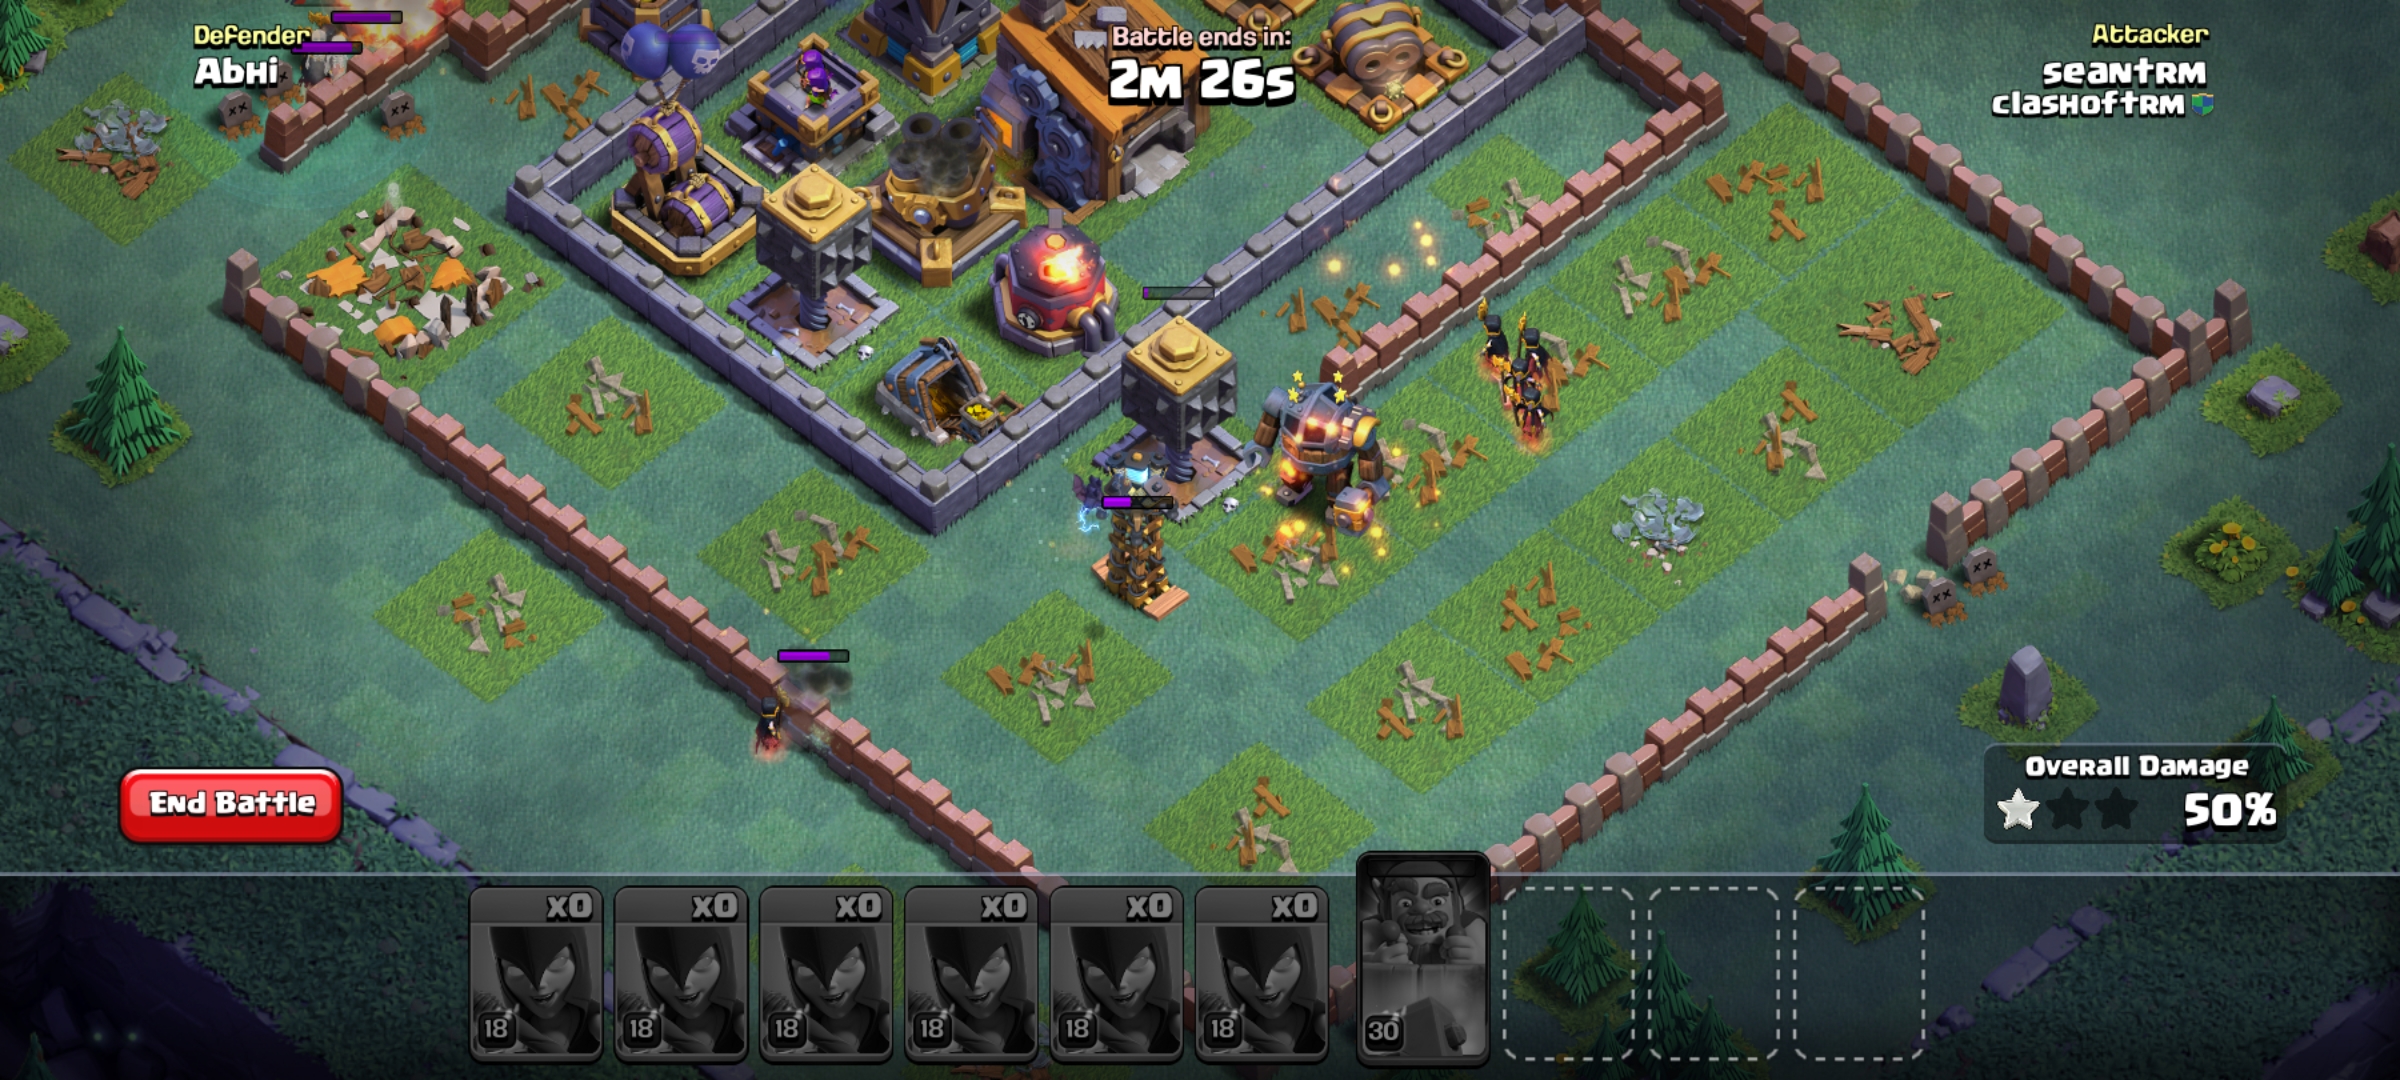 Defender
Abhi
Battle ends in:
2m 26s
Attacker
seantrm
clashoftrm
End Battle
Overall Damage
50%
x0
x0
x0
x0
x0
x0
18
18
18
18
18
18
30